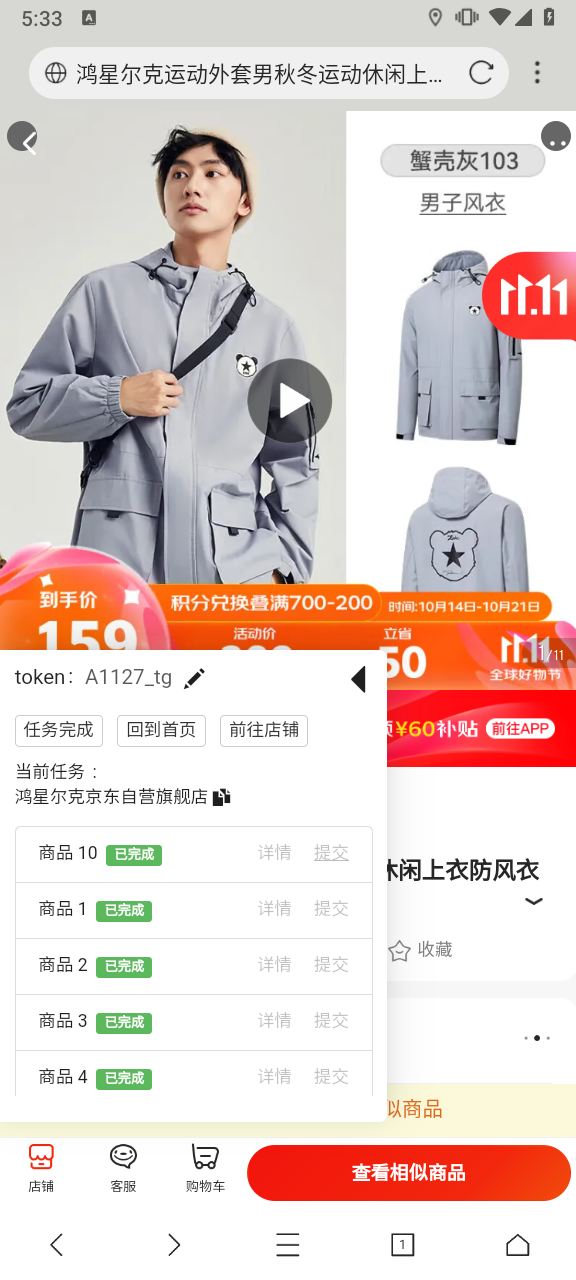 5:33
鸿星尔克运动外套男秋冬运动休闲上...
蟹壳灰103
男子风衣
11.11
到手价
159
积分兑换叠满700-200
时间:10月14日-10月21日
活动价
立省
50
11.11
1/11
全球好物节
token: A1127_tg
任务完成 回到首页 前往店铺
¥60补贴 前往APP
当前任务：
鸿星尔克京东自营旗舰店
商品 10 已完成 详情 提交
休闲上衣防风衣
商品 1 已完成 详情 提交
收藏
商品 2 已完成 详情 提交
商品 3 已完成 详情 提交
商品 4 已完成 详情 提交
似商品
店铺 客服 购物车 查看相似商品
1